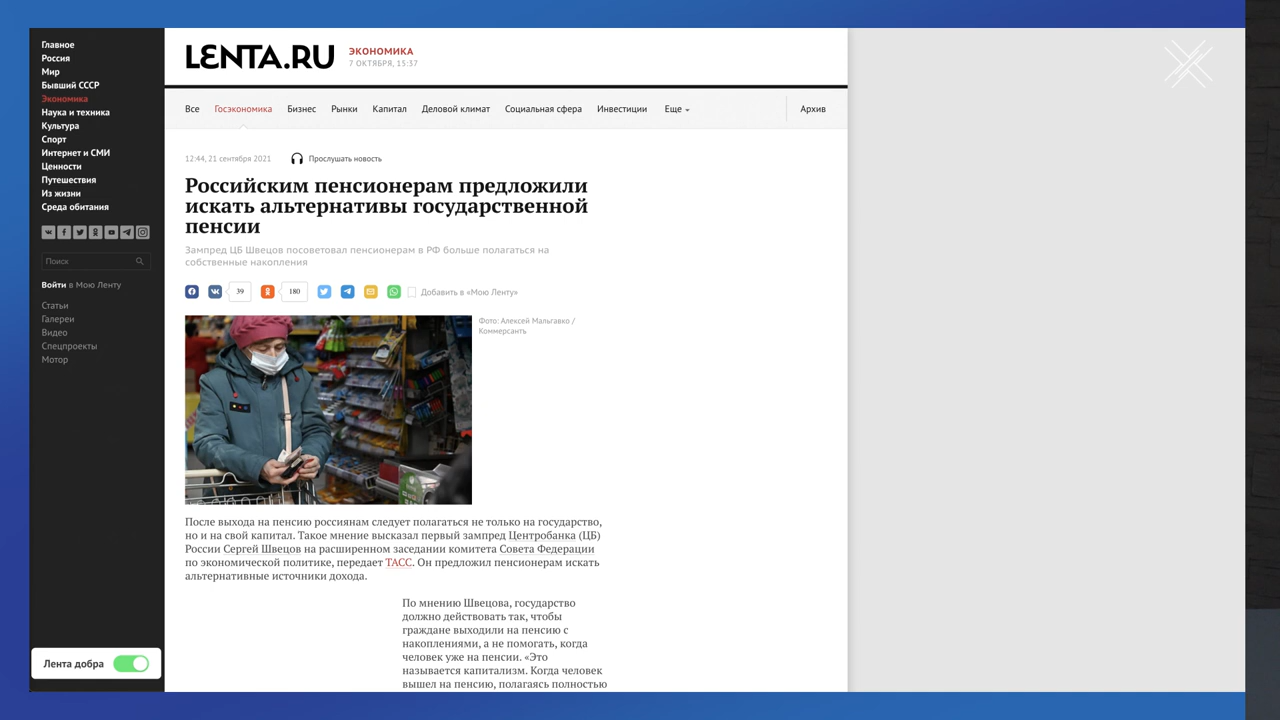 Главное
Россия
Мир
Бывший СССР
Экономика
Наука и техника
Культура
Спорт
Интернет и СМИ
Ценности
Путешествия
Из жизни
Среда обитания
Поиск
Войти в Мою Ленту
Статьи
Галереи
Видео
Спецпроекты
Мотор
Лента добра
LENTA.RU
ЭКОНОМИКА
7 ОКТЯБРЯ, 15:37
Все Госэкономика Бизнес Рынки Капитал Деловой климат Социальная сфера Инвестиции Еще Архив
12:44, 21 сентября 2021 Прослушать новость
Российским пенсионерам предложили
искать альтернативы государственной
пенсии
Зампред ЦБ Швецов посоветовал пенсионерам в РФ больше полагаться на
собственные накопления
39 180 Добавить в «Мою Ленту»
Фото: Алексей Мальгавко /
Коммерсантъ
После выхода на пенсию россиянам следует полагаться не только на государство,
но и на свой капитал. Такое мнение высказал первый зампред Центробанка (ЦБ)
России Сергей Швецов на расширенном заседании комитета Совета Федерации
по экономической политике, передает ТАСС. Он предложил пенсионерам искать
альтернативные источники дохода.
По мнению Швецова, государство
должно действовать так, чтобы
граждане выходили на пенсию с
накоплениями, а не помогать, когда
человек уже на пенсии. «Это
называется капитализм. Когда человек
вышел на пенсию, полагаясь полностью